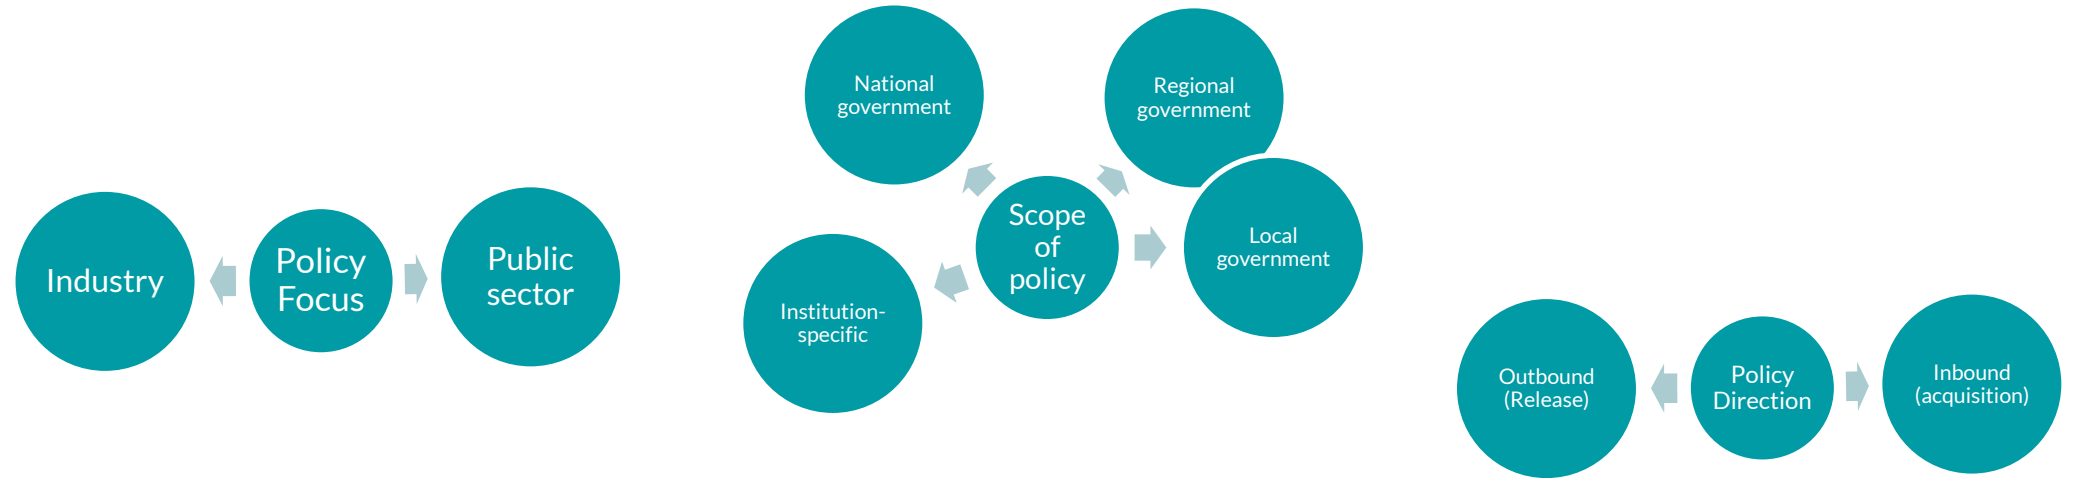 Industry
Policy
Focus
Public
sector
National
government
Regional
government
Scope
of
policy
Local
government
Institution-
specific
Outbound
(Release)
Policy
Direction
Inbound
(acquisition)